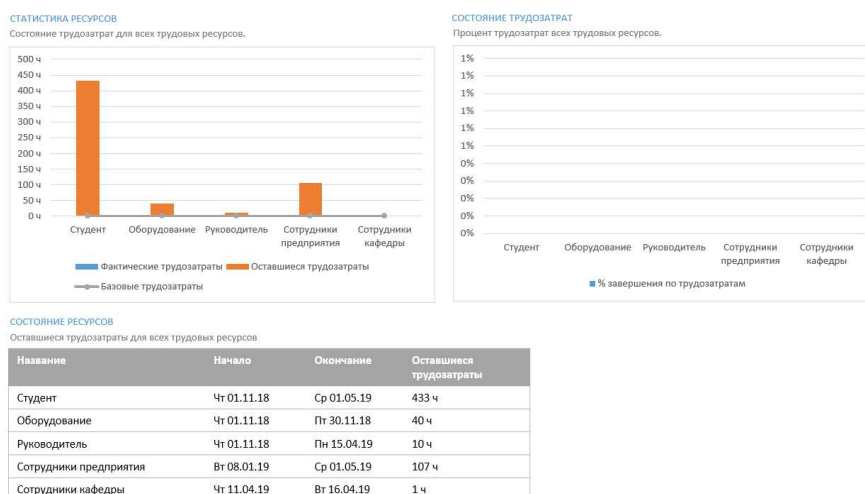 СТАТИСТИКА РЕСУРСОВ
Состояние трудозатрат для всех трудовых ресурсов.
500 ч
450 ч
400 ч
350 ч
300 ч
250 ч
200 ч
150 ч
100 ч
50 ч
0 ч
Студент Оборудование Руководитель Сотрудники предприятия Сотрудники кафедры
Фактические трудозатраты Оставшиеся трудозатраты
Базовые трудозатраты
СОСТОЯНИЕ ТРУДОЗАТРАТ
Процент трудозатрат всех трудовых ресурсов.
1%
1%
1%
1%
1%
1%
0%
0%
0%
0%
0%
Студент Оборудование Руководитель Сотрудники предприятия Сотрудники кафедры
% завершения по трудозатратам
СОСТОЯНИЕ РЕСУРСОВ
Оставшиеся трудозатраты для всех трудовых ресурсов
Название Начало Окончание Оставшиеся трудозатраты
Студент Чт 01.11.18 Ср 01.05.19 433 ч
Оборудование Чт 01.11.18 Пт 30.11.18 40 ч
Руководитель Чт 01.11.18 Пн 15.04.19 10 ч
Сотрудники предприятия Вт 08.01.19 Ср 01.05.19 107 ч
Сотрудники кафедры Чт 11.04.19 Вт 16.04.19 1 ч